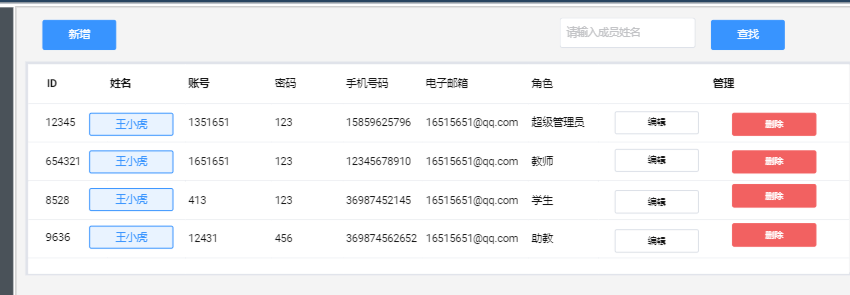 新增 请输入成员姓名 查找
ID 姓名 账号 密码 手机号码 电子邮箱 角色 管理
12345 王小虎 1351651 123 15859625796 16515651@qq.com 超级管理员 编辑 删除
654321 王小虎 1651651 123 12345678910 16515651@qq.com 教师 编辑 删除
8528 王小虎 413 123 36987452145 16515651@qq.com 学生 编辑 删除
9636 王小虎 12431 456 369874562652 16515651@qq.com 助教 编辑 删除